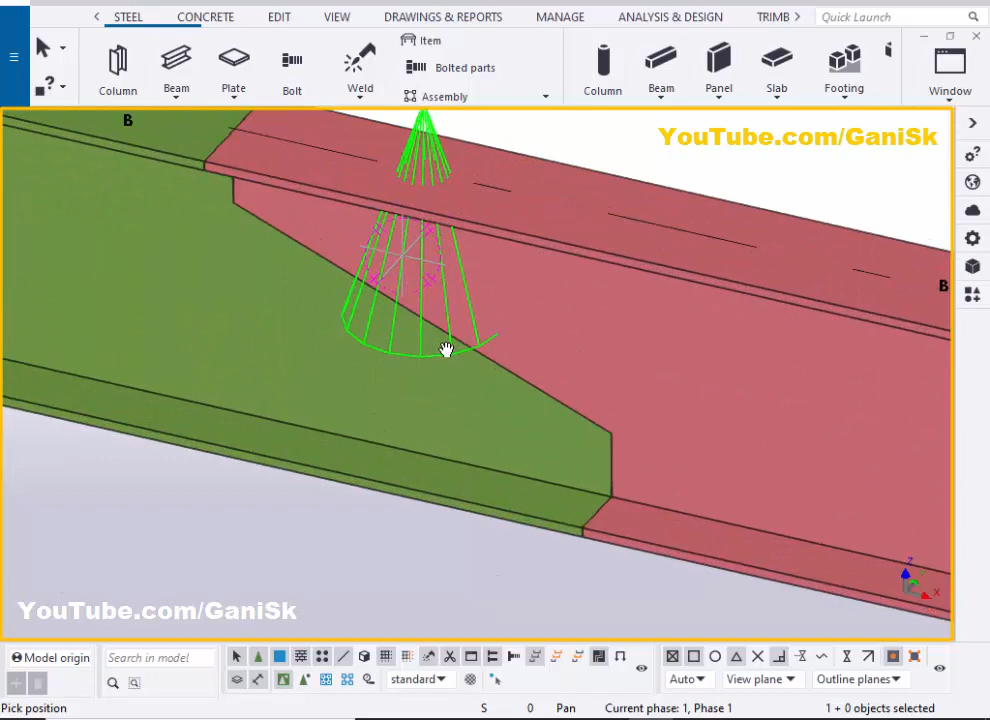 STEEL CONCRETE EDIT VIEW DRAWINGS & REPORTS MANAGE ANALYSIS & DESIGN TRIMB Quick Launch
Item
Bolted parts
Assembly
Column Beam Plate Bolt Weld Column Beam Panel Slab Footing Window
B
YouTube.com/GaniSk
B
Z
X
YouTube.com/GaniSk
Model origin Search in model
standard Auto View plane Outline planes
Pick position S 0 Pan Current phase: 1, Phase 1 1 + 0 objects selected